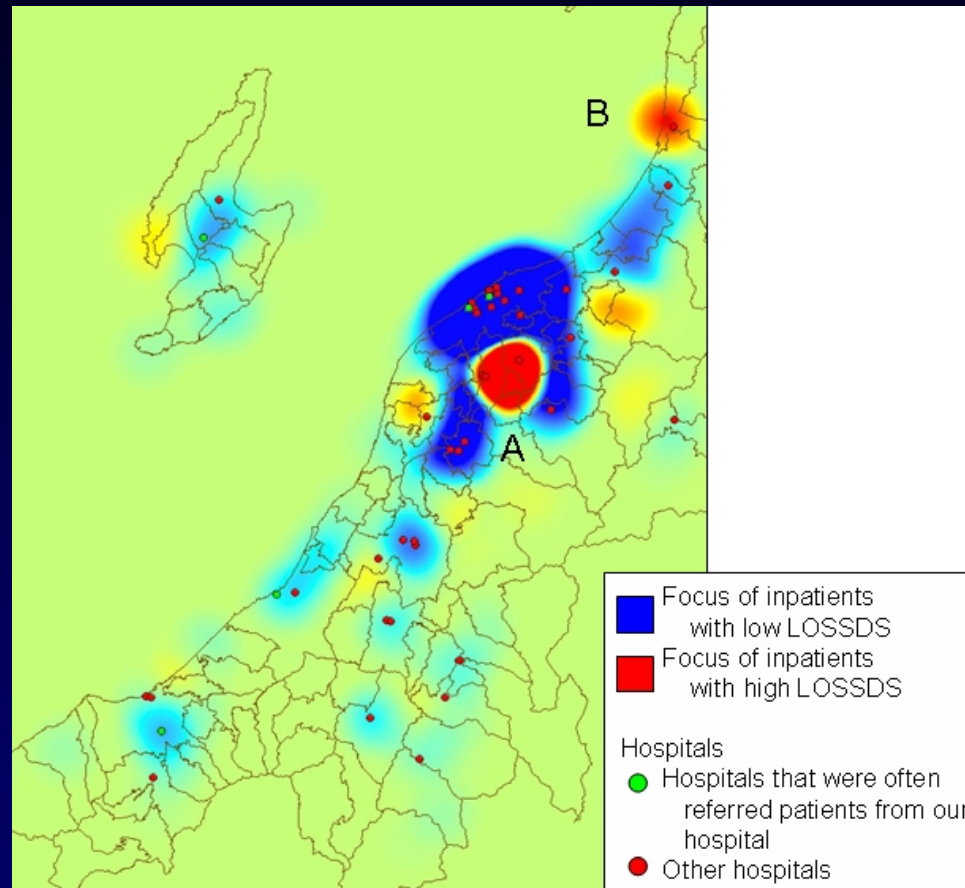 B
A
Focus of inpatients
with low LOSSDS
Focus of inpatients
with high LOSSDS
Hospitals
Hospitals that were often
referred patients from our
hospital
Other hospitals